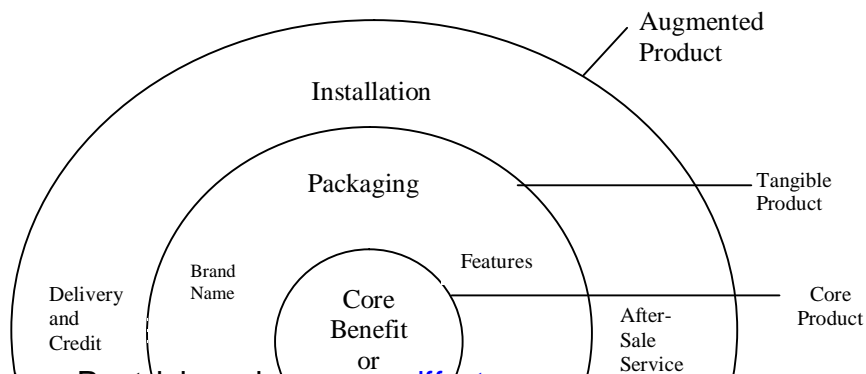 Augmented
Product
Installation
Packaging
Tangible
Product
Brand
Name
Features
Delivery
and
Credit
Core
Benefit
or
Core
Product
After-
Sale
Service